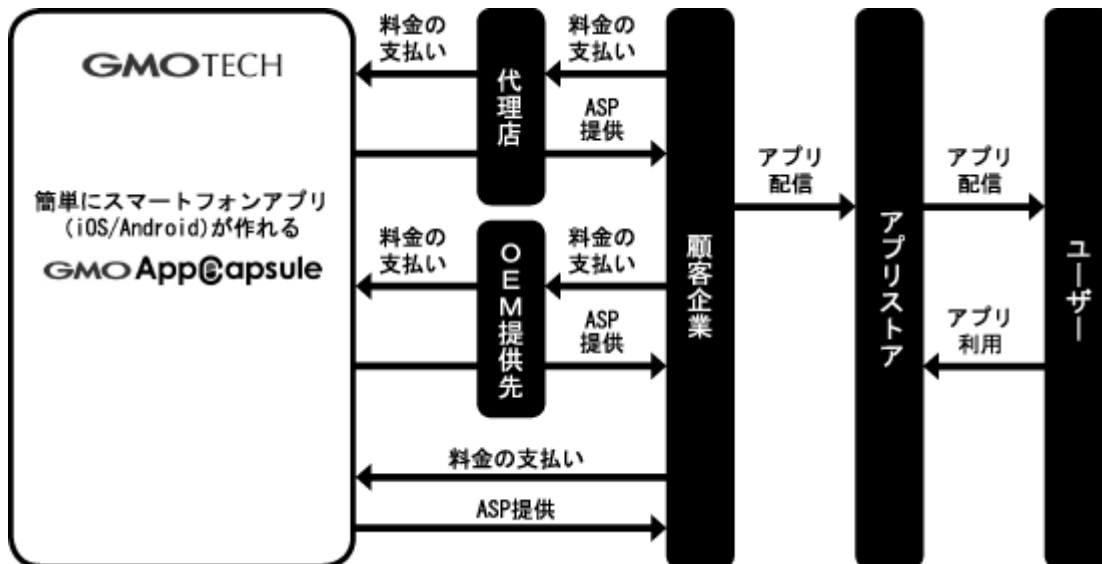 GMOTECH
簡単にスマートフォンアプリ
(iOS/Android)が作れる
GMO AppCapsule
料金の
支払い
代理店
料金の
支払い
ASP
提供
料金の
支払い
OEM提供先
料金の
支払い
ASP
提供
料金の支払い
ASP提供
顧客企業
アプリ
配信
アプリストア
アプリ
配信
アプリ
利用
ユーザー